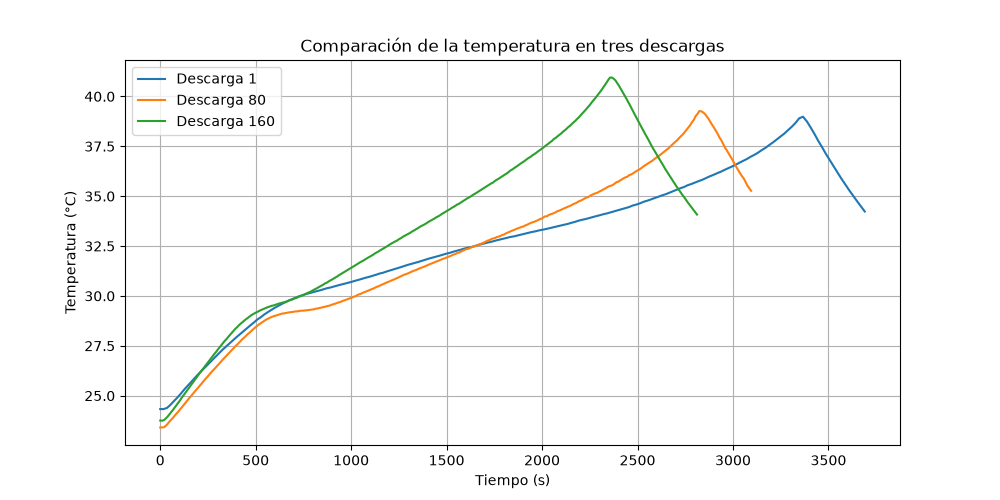 Comparación de la temperatura en tres descargas
Descarga 1
Descarga 80
Descarga 160
Temperatura (°C)
40.0
37.5
35.0
32.5
30.0
27.5
25.0
0 500 1000 1500 2000 2500 3000 3500
Tiempo (s)